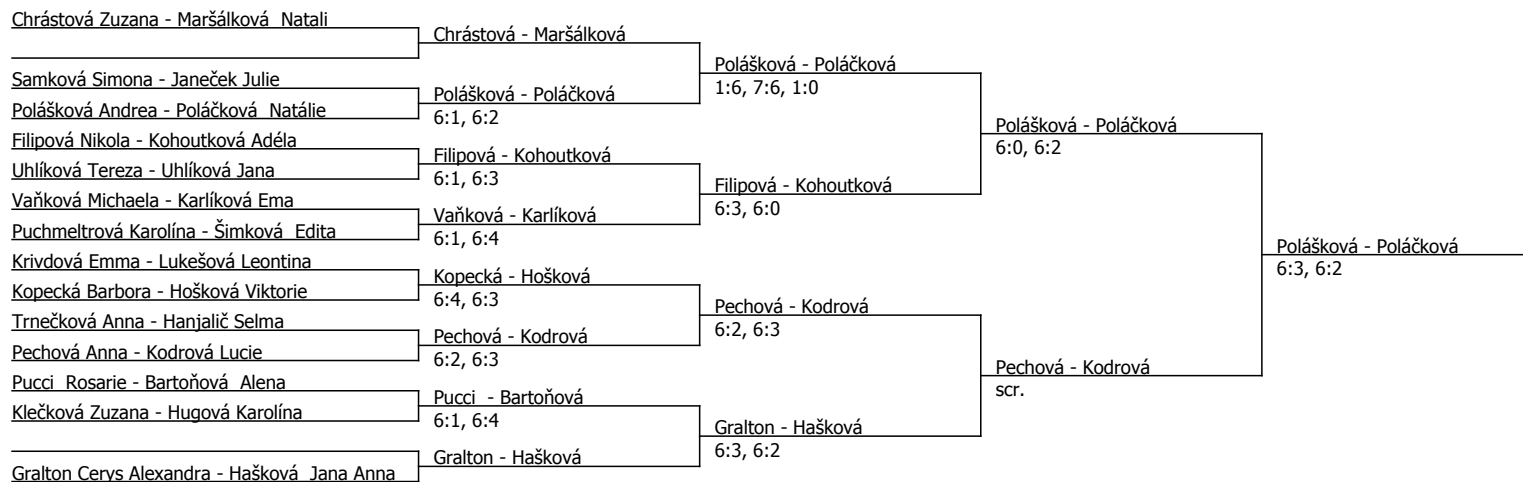 Chrástová Zuzana - Maršálková  Natali
Samková Simona - Janeček Julie
Polášková Andrea - Poláčková  Natálie
Filipová Nikola - Kohoutková Adéla
Uhlíková Tereza - Uhlíková Jana
Vaňková Michaela - Karlíková Ema
Puchmeltrová Karolína - Šimková  Edita
Krivdová Emma - Lukešová Leontina
Kopecká Barbora - Hošková Viktorie
Trnečková Anna - Hanjalič Selma
Pechová Anna - Kodrová Lucie
Pucci  Rosarie - Bartoňová  Alena
Klečková Zuzana - Hugová Karolína
Gralton Cerys Alexandra - Hašková  Jana Anna
Chrástová - Maršálková
Polášková - Poláčková
6:1, 6:2
Filipová - Kohoutková
6:1, 6:3
Vaňková - Karlíková
6:1, 6:4
Kopecká - Hošková
6:4, 6:3
Pechová - Kodrová
6:2, 6:3
Pucci  - Bartoňová
6:1, 6:4
Gralton - Hašková
Polášková - Poláčková
1:6, 7:6, 1:0
Filipová - Kohoutková
6:3, 6:0
Pechová - Kodrová
6:2, 6:3
Gralton - Hašková
6:3, 6:2
Polášková - Poláčková
6:0, 6:2
Pechová - Kodrová
scr.
Polášková - Poláčková
6:3, 6:2